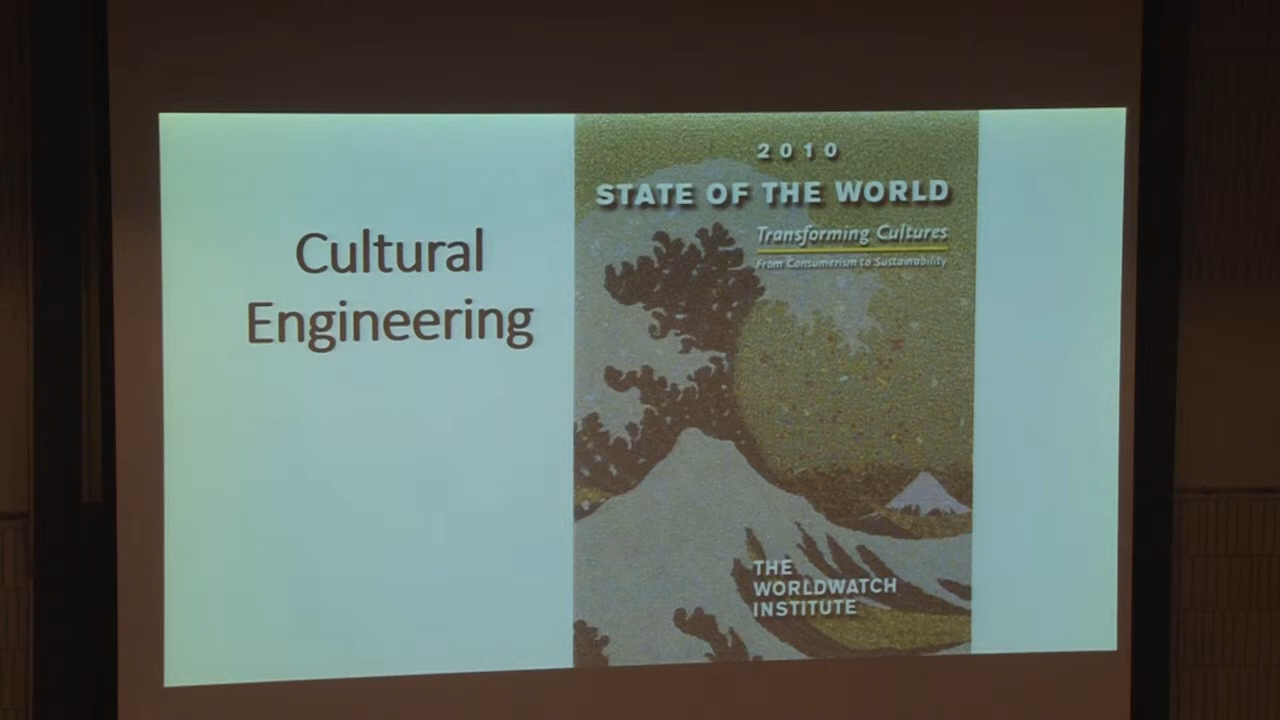 Cultural
Engineering
2010
STATE OF THE WORLD
Transforming Cultures
From Consumerism to Sustainability
THE
WORLDWATCH
INSTITUTE